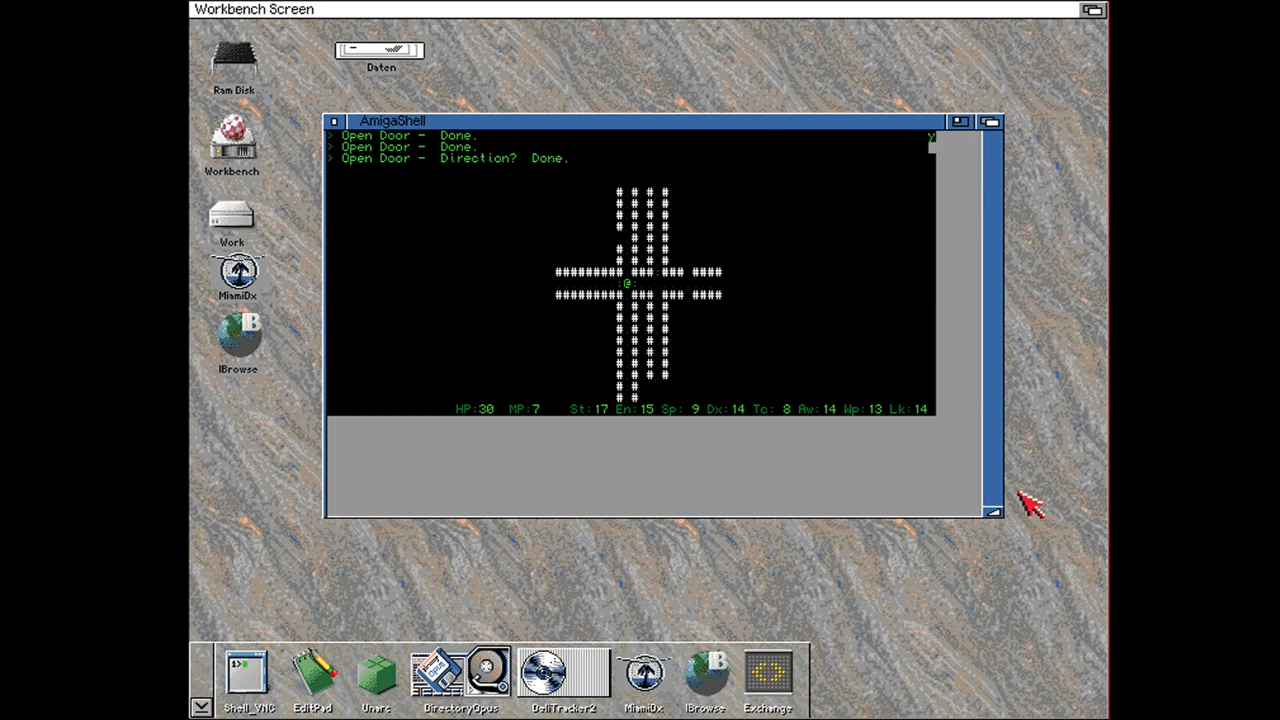 Workbench Screen
Ram Disk
Daten
Workbench
Work
MiamiDx
IBrowse
AmigaShell
> Open Door -  Done.
> Open Door -  Done.
> Open Door -  Direction?  Done.
y
# # # #
# # # #
# # # #
# # # #
# # #
# # # #
# # # #
######### ### ### ####
:@:
######### ### ### ####
# # # #
# # # #
# # # #
# # # #
# # # #
# # # #
# # # #
# #
# #
HP:30  MP:7    St:17 En:15 Sp: 9 Dx:14 Tc: 8 Aw:14 Wp:13 Lk:14
1>
Shell_VNC
EditPad
Unarc
DirectoryOpus
DeliTracker2
MiamiDx
IBrowse
Exchange